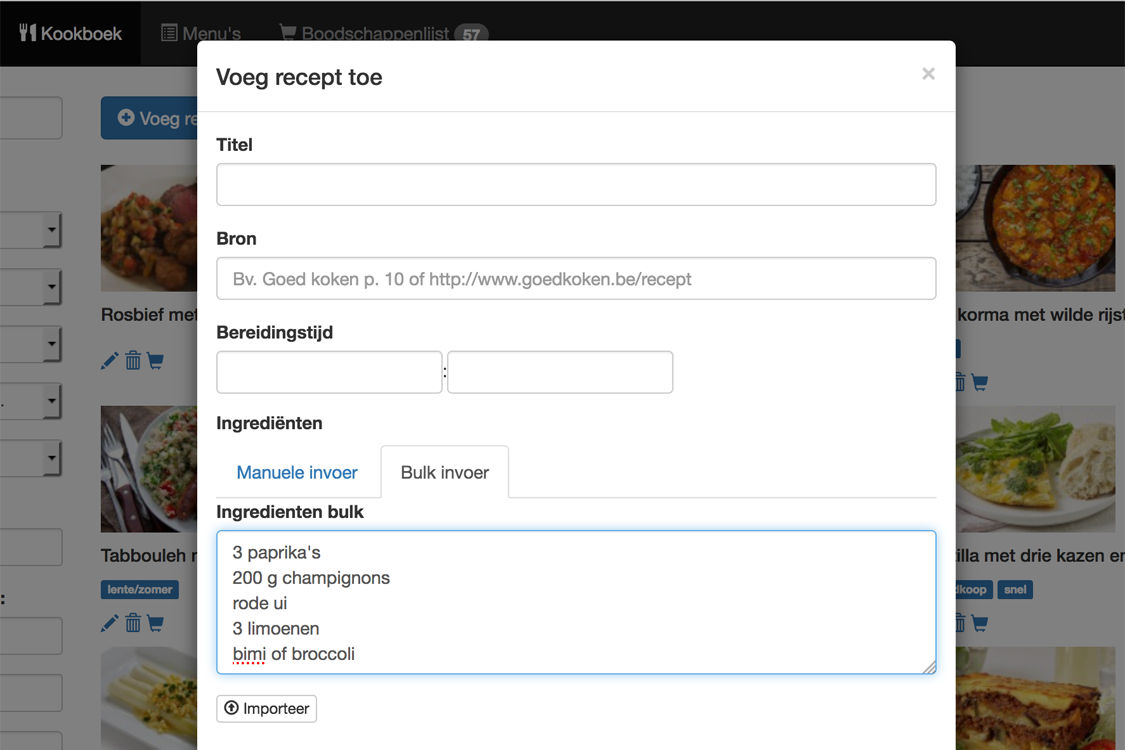 Kookboek
Menu's
Boodschappenlijst 57
Voeg recept toe
×
Voeg re
Titel
Bron
Bv. Goed koken p. 10 of http://www.goedkoken.be/recept
Rosbief met
korma met wilde rijst
Bereidingstijd
:
Ingrediënten
Manuele invoer
Bulk invoer
Ingredienten bulk
3 paprika's
200 g champignons
rode ui
3 limoenen
bimi of broccoli
Tabbouleh
illa met drie kazen en
lente/zomer
dkoop
snel
:
Importeer